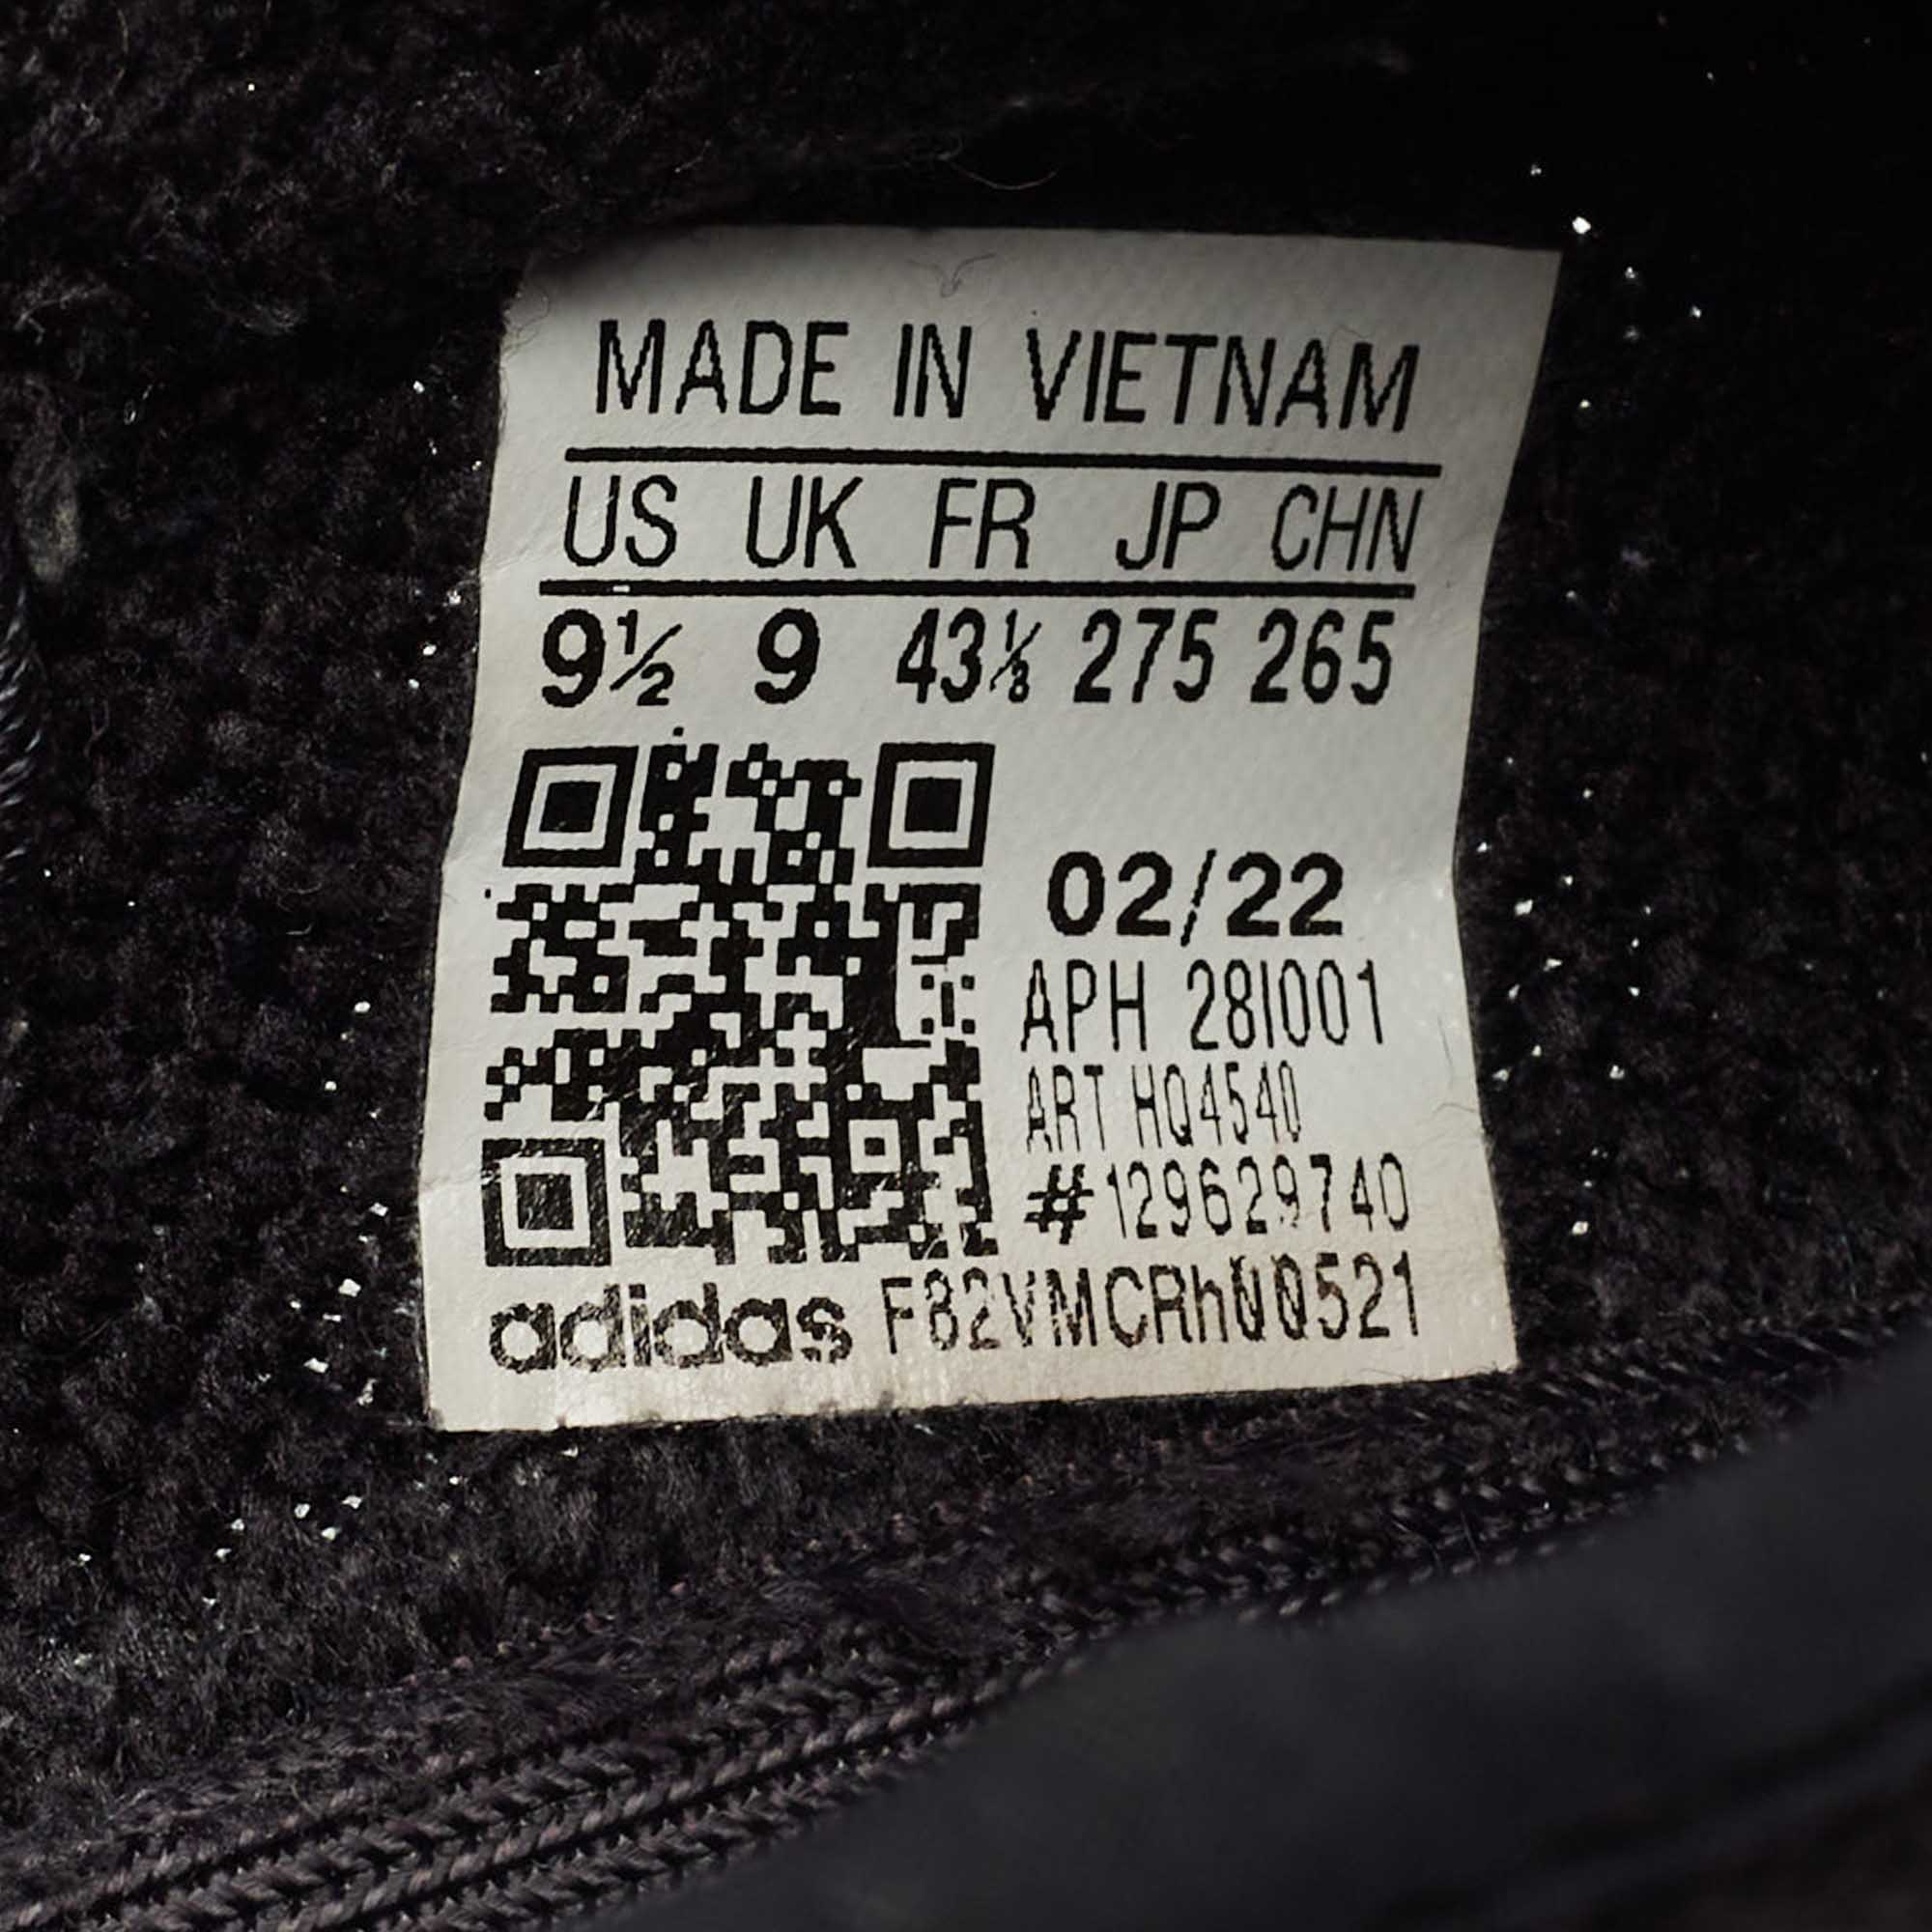 MADE IN VIETNAM
US UK FR JP CHN
9½ 9 43⅓ 275 265
02/22
APH 28I001
ART HQ4540
#129629740
adidas F82VMCRh00521